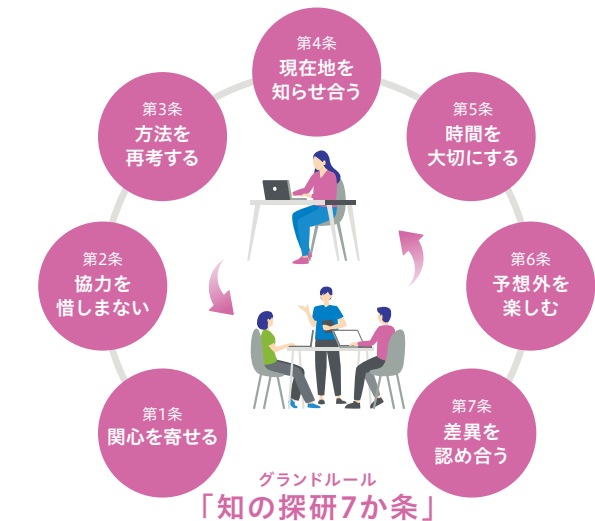 第1条
関心を寄せる
第2条
協力を
惜しまない
第3条
方法を
再考する
第4条
現在地を
知らせ合う
第5条
時間を
大切にする
第6条
予想外を
楽しむ
第7条
差異を
認め合う
グランドルール
「知の探研7か条」